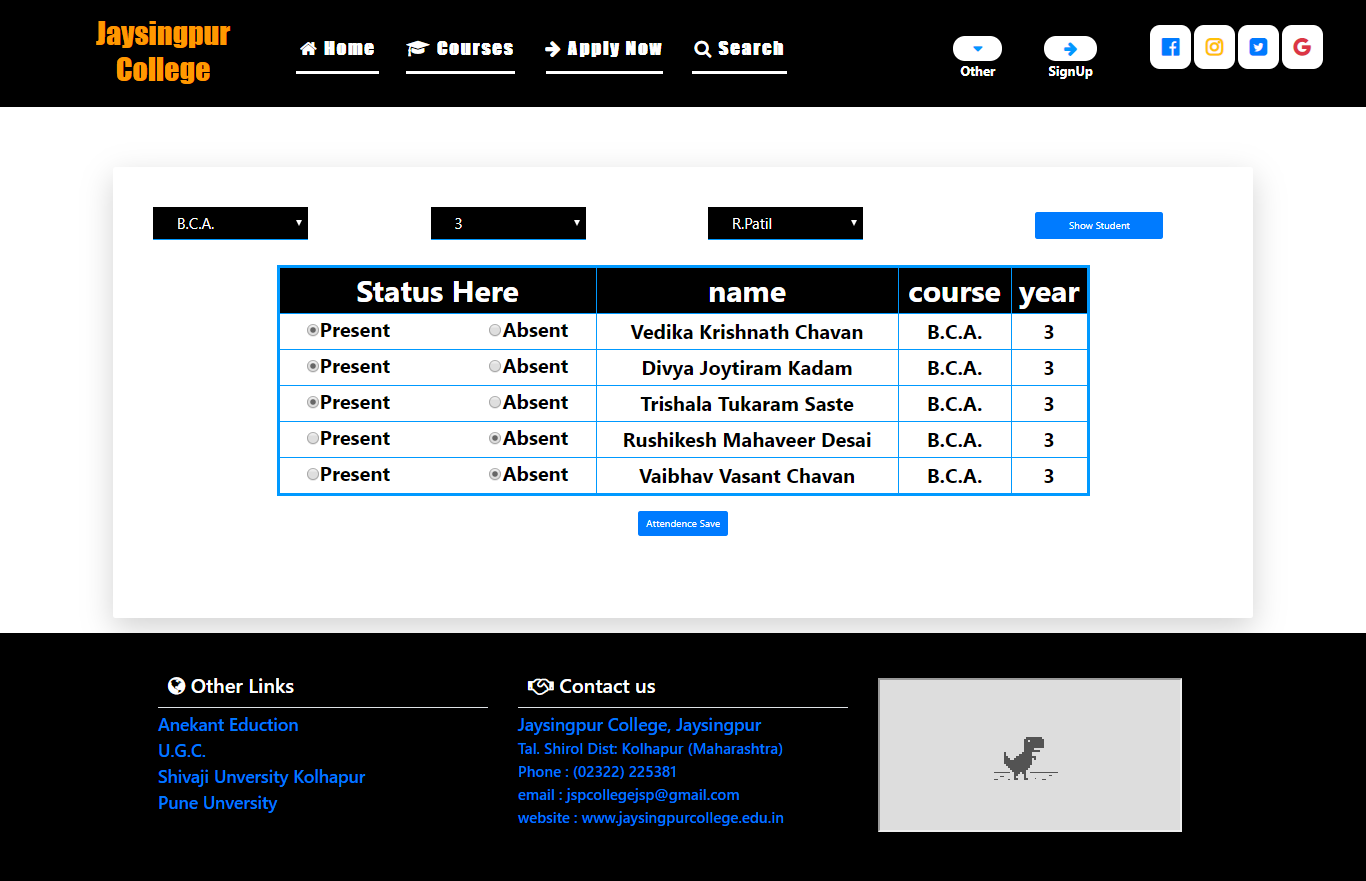 Jaysingpur
College
Home Courses Apply Now Search
Other SignUp
B.C.A. 3 R.Patil Show Student
Status Here name course year
Present Absent Vedika Krishnath Chavan B.C.A. 3
Present Absent Divya Joytiram Kadam B.C.A. 3
Present Absent Trishala Tukaram Saste B.C.A. 3
Present Absent Rushikesh Mahaveer Desai B.C.A. 3
Present Absent Vaibhav Vasant Chavan B.C.A. 3
Attendence Save
Other Links
Anekant Eduction
U.G.C.
Shivaji Unversity Kolhapur
Pune Unversity
Contact us
Jaysingpur College, Jaysingpur
Tal. Shirol Dist: Kolhapur (Maharashtra)
Phone : (02322) 225381
email : jspcollegejsp@gmail.com
website : www.jaysingpurcollege.edu.in